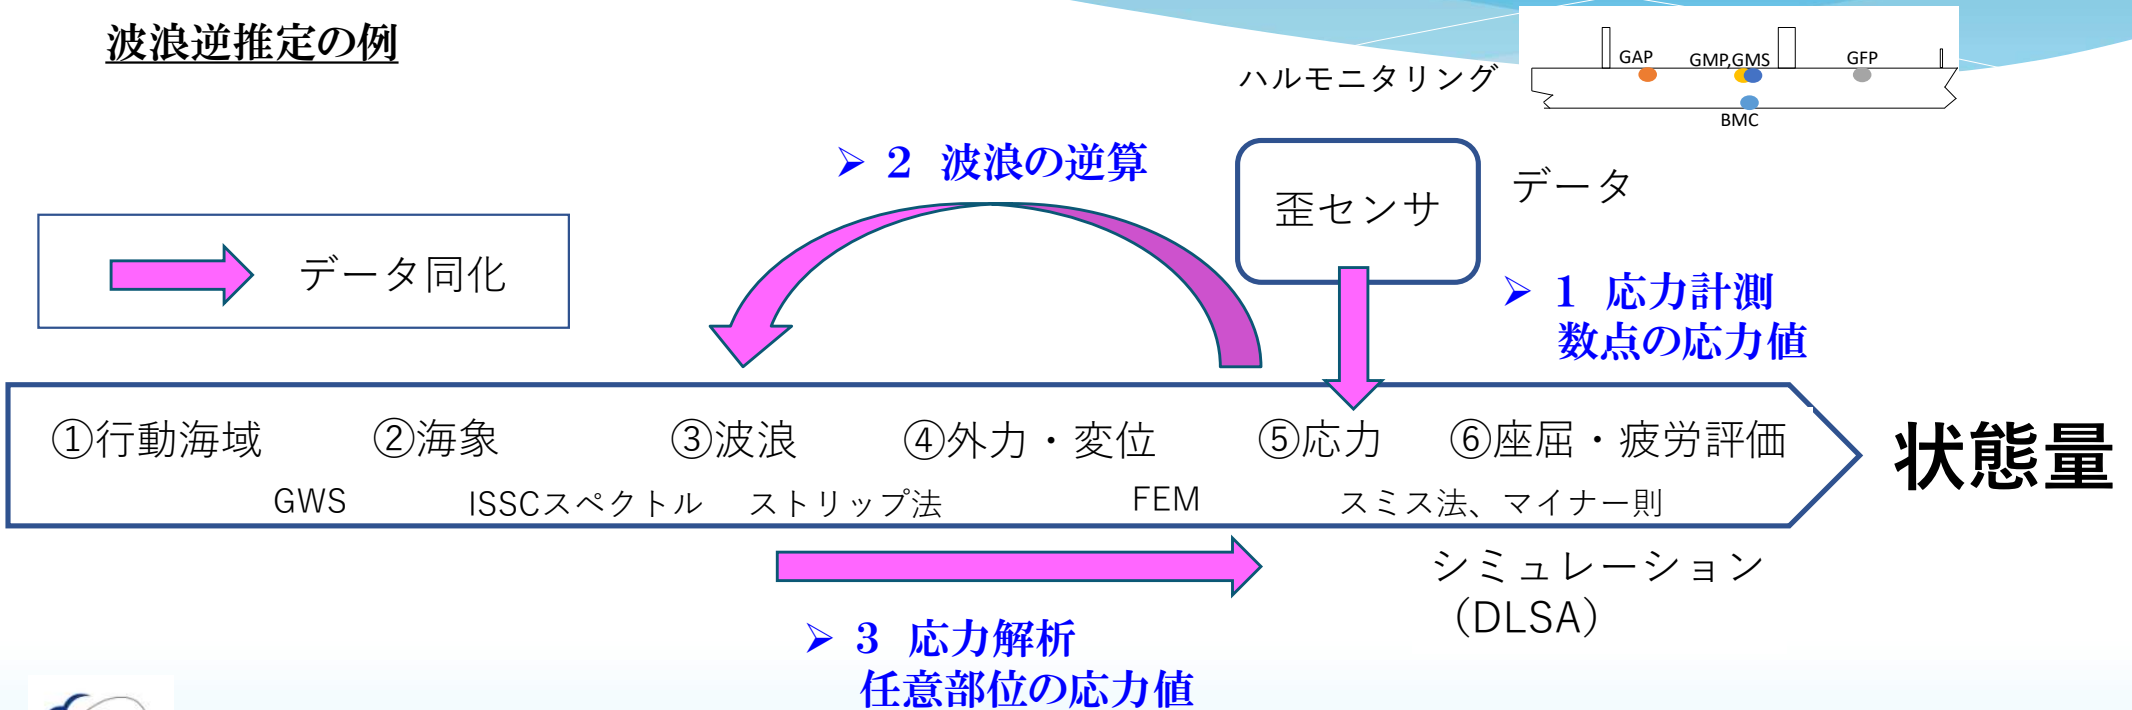 波浪逆推定の例
ハルモニタリング
GAP
GMP,GMS
GFP
BMC
➢ 2 波浪の逆算
歪センサ
データ
データ同化
➢ 1 応力計測
数点の応力値
①行動海域
②海象
③波浪
④外力・変位
⑤応力
⑥座屈・疲労評価
状態量
GWS
ISSCスペクトル
ストリップ法
FEM
スミス法、マイナー則
シミュレーション
（DLSA）
➢ 3 応力解析
任意部位の応力値